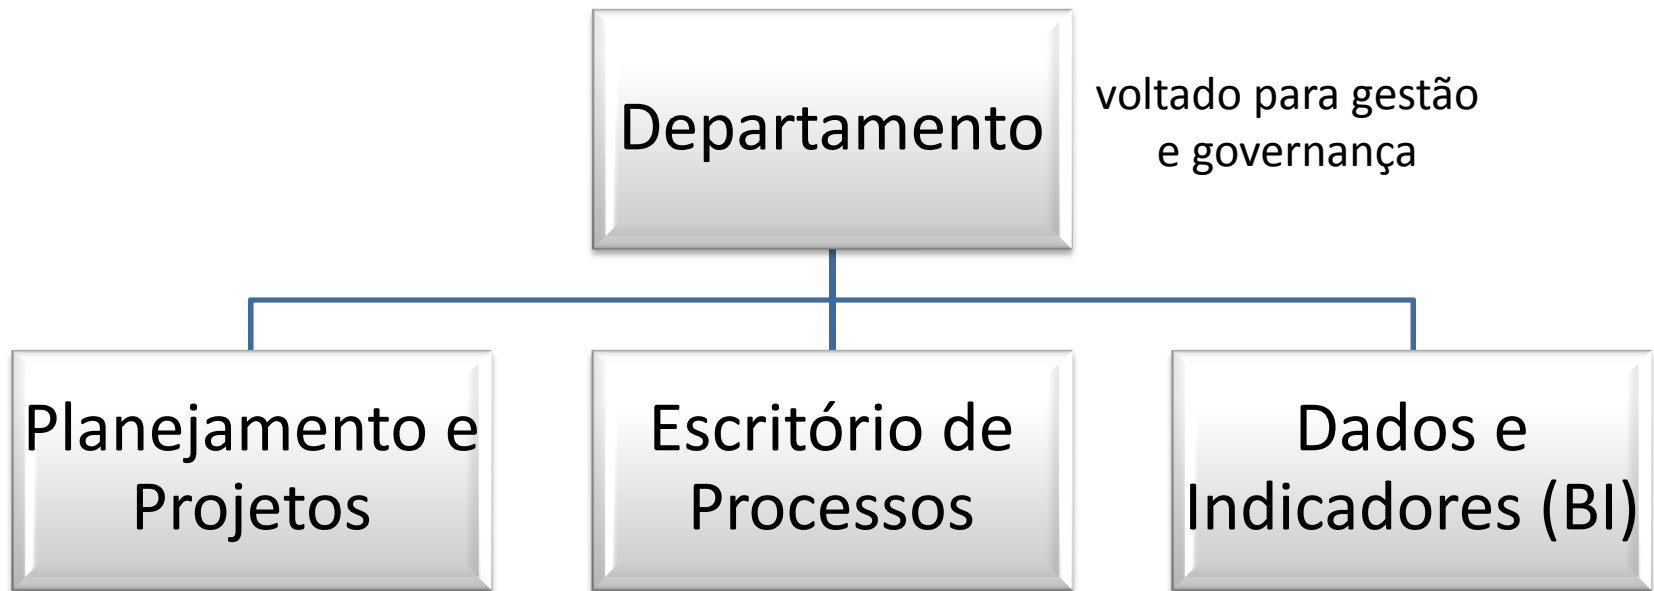 Departamento
voltado para gestão
e governança
Planejamento e
Projetos
Escritório de
Processos
Dados e
Indicadores (BI)